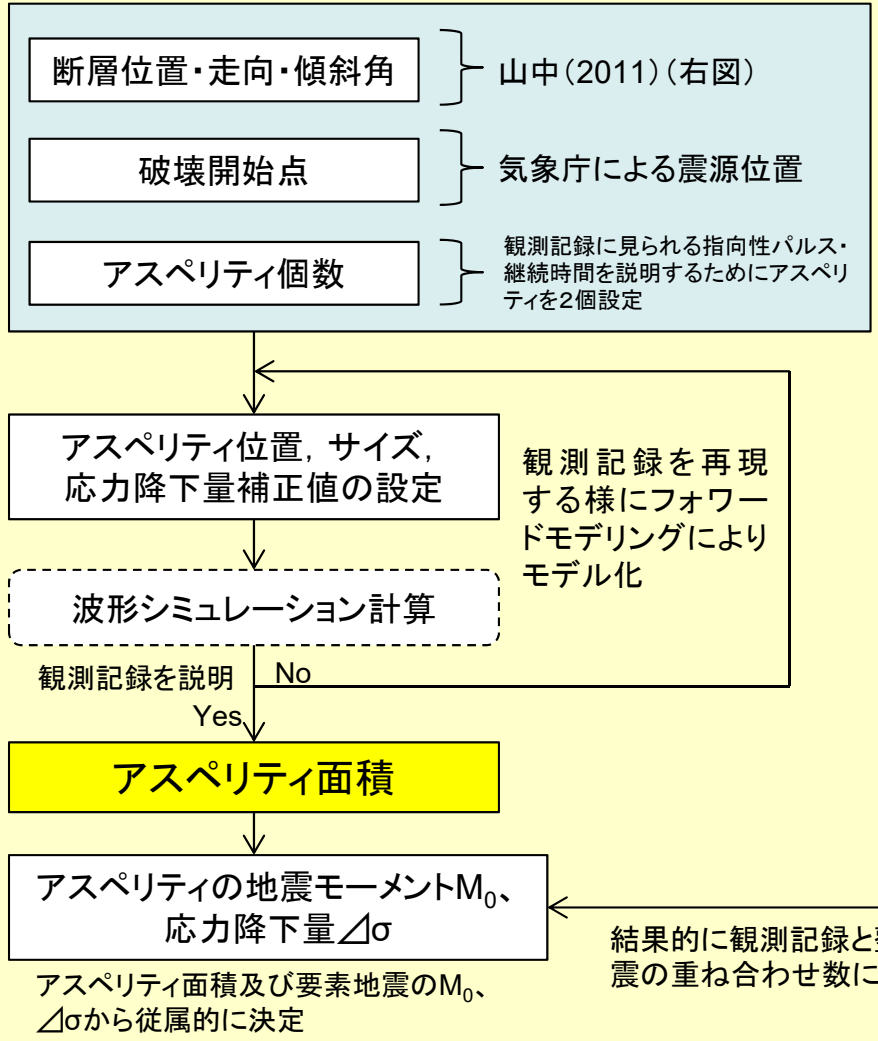 断層位置・走向・傾斜角
山中(2011)(右図)
破壊開始点
気象庁による震源位置
アスペリティ個数
観測記録に見られる指向性パルス・
継続時間を説明するためにアスペリ
ティを2個設定
アスペリティ位置，サイズ，
応力降下量補正値の設定
観測記録を再現
する様にフォワー
ドモデリングにより
モデル化
波形シミュレーション計算
観測記録を説明
No
Yes
アスペリティ面積
アスペリティの地震モーメントM₀、
応力降下量⊿σ
結果的に観測記録と
震の重ね合わせ数に
アスペリティ面積及び要素地震のM₀、
⊿σから従属的に決定